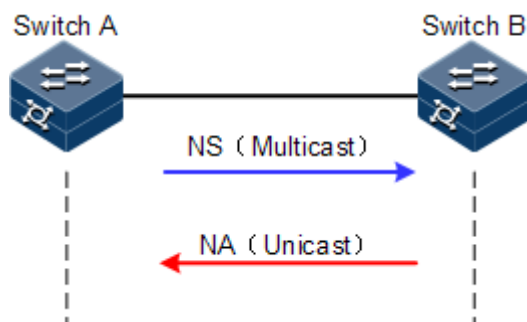 Switch A
Switch B
NS（Multicast）
NA（Unicast）